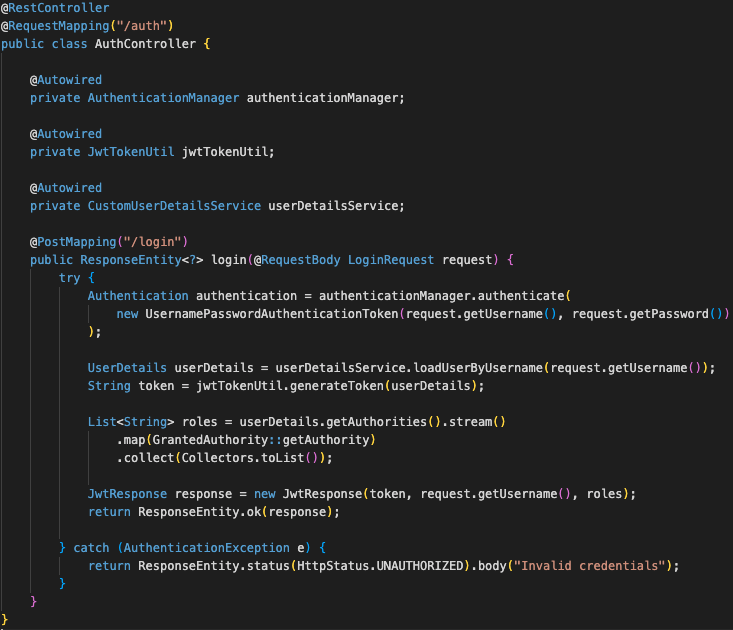 @RestController
@RequestMapping("/auth")
public class AuthController {
@Autowired
private AuthenticationManager authenticationManager;
@Autowired
private JwtTokenUtil jwtTokenUtil;
@Autowired
private CustomUserDetailsService userDetailsService;
@PostMapping("/login")
public ResponseEntity<?> login(@RequestBody LoginRequest request) {
try {
Authentication authentication = authenticationManager.authenticate(
new UsernamePasswordAuthenticationToken(request.getUsername(), request.getPassword())
);
UserDetails userDetails = userDetailsService.loadUserByUsername(request.getUsername());
String token = jwtTokenUtil.generateToken(userDetails);
List<String> roles = userDetails.getAuthorities().stream()
.map(GrantedAuthority::getAuthority)
.collect(Collectors.toList());
JwtResponse response = new JwtResponse(token, request.getUsername(), roles);
return ResponseEntity.ok(response);
} catch (AuthenticationException e) {
return ResponseEntity.status(HttpStatus.UNAUTHORIZED).body("Invalid credentials");
}
}
}